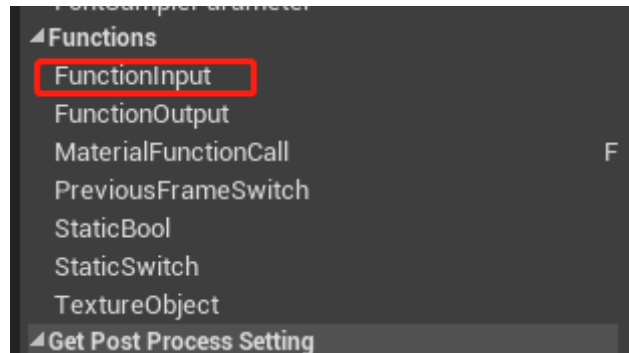 Functions
FunctionInput
FunctionOutput
MaterialFunctionCall F
PreviousFrameSwitch
StaticBool
StaticSwitch
TextureObject
Get Post Process Setting